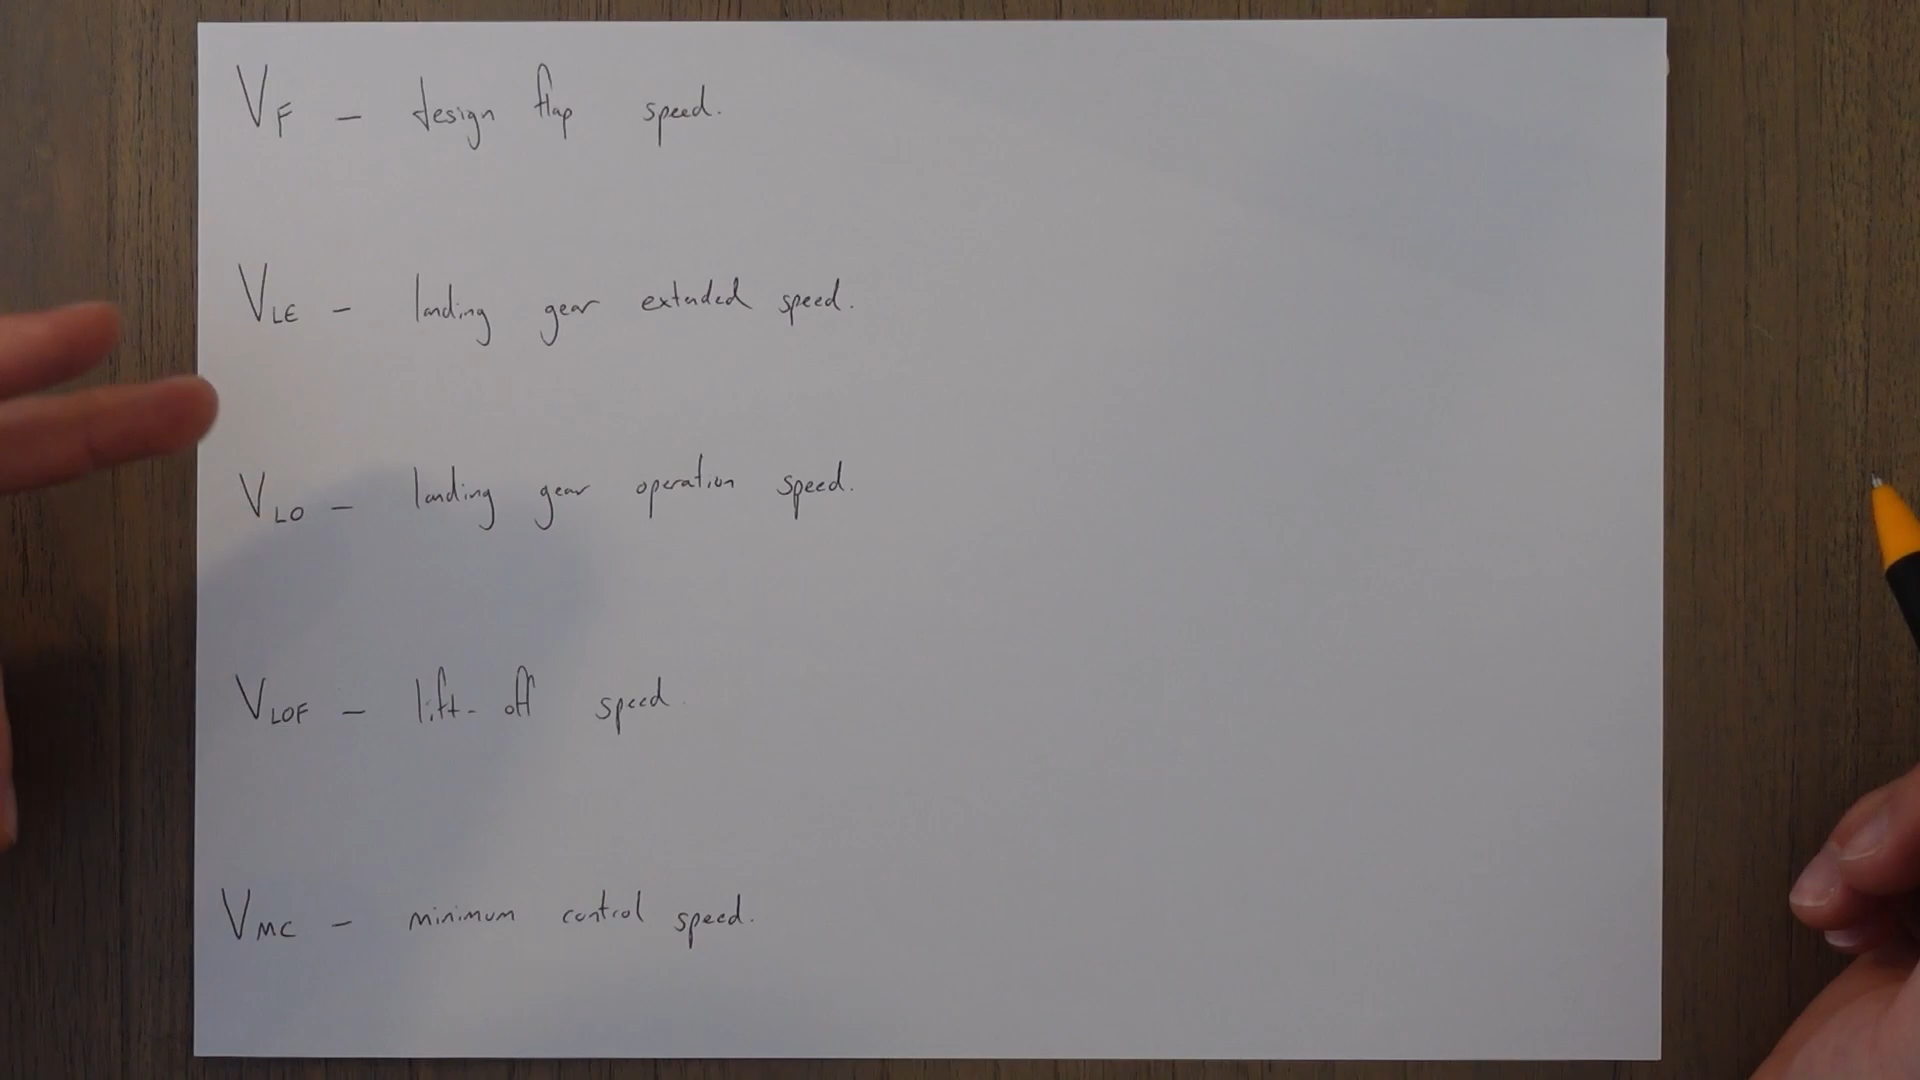 VF - design flap speed.
VLE - landing gear extended speed.
VLO - landing gear operation speed.
VLOF - lift-off speed
VMC - minimum control speed.